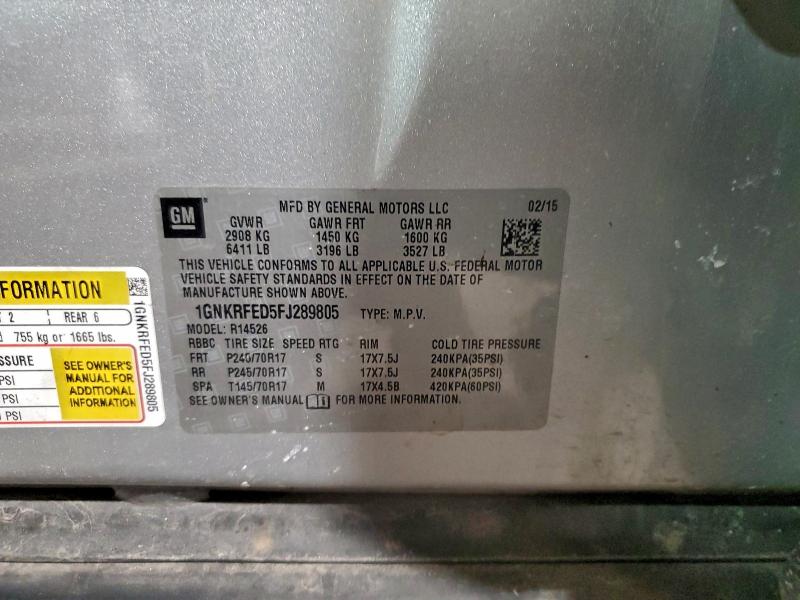 GM
MFD BY GENERAL MOTORS LLC 02/15
GVWR GAWR FRT GAWR RR
2908 KG 1450 KG 1600 KG
6411 LB 3196 LB 3527 LB
THIS VEHICLE CONFORMS TO ALL APPLICABLE U.S. FEDERAL MOTOR
VEHICLE SAFETY STANDARDS IN EFFECT ON THE DATE OF
MANUFACTURE SHOWN ABOVE.
1GNKRFED5FJ289805 TYPE: M.P.V.
MODEL: R14526
RBBC TIRE SIZE SPEED RTG RIM COLD TIRE PRESSURE
FRT P245/70R17 S 17X7.5J 240KPA(35PSI)
RR P245/70R17 S 17X7.5J 240KPA(35PSI)
SPA T145/70R17 M 17X4.5B 420KPA(60PSI)
SEE OWNER'S MANUAL FOR MORE INFORMATION.
FORMATION
2 REAR 6
755 kg or 1665 lbs.
SSURE
PSI
PSI
PSI
SEE OWNER'S
MANUAL FOR
ADDITIONAL
INFORMATION
1GNKRFED5FJ289805